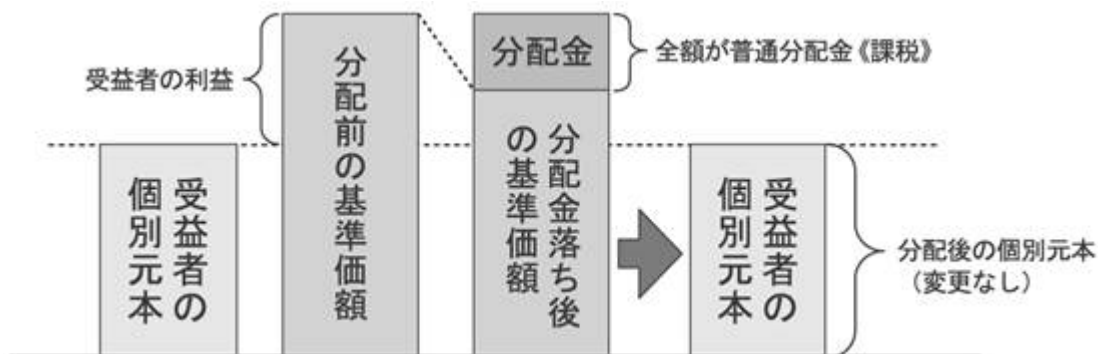 受益者の利益
受益者の
個別元本
分配前の基準価額
分配金
全額が普通分配金《課税》
分配金落ち後
の基準価額
受益者の
個別元本
分配後の個別元本
（変更なし）